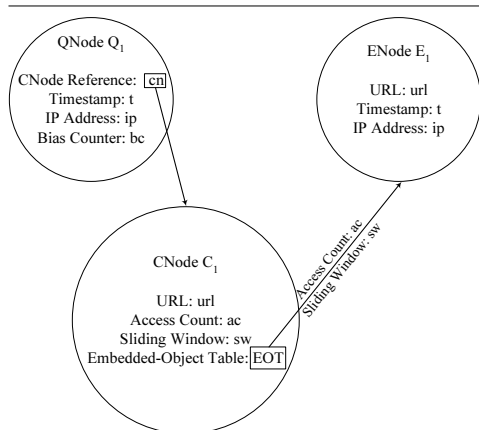 QNode Q1
CNode Reference: cn
Timestamp: t
IP Address: ip
Bias Counter: bc
ENode E1
URL: url
Timestamp: t
IP Address: ip
Access Count: ac
Sliding Window: sw
CNode C1
URL: url
Access Count: ac
Sliding Window: sw
Embedded-Object Table: EOT